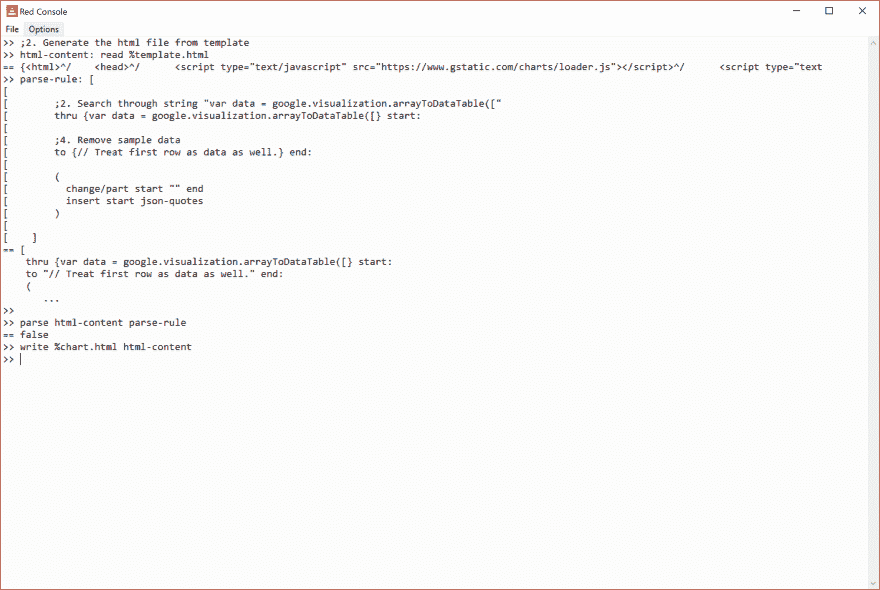 Red Console
File Options
>> ;2. Generate the html file from template
>> html-content: read %template.html
== {<html>^/    <head>^/      <script type="text/javascript" src="https://www.gstatic.com/charts/loader.js"></script>^/      <script type="text
>> parse-rule: [
[
[        ;2. Search through string "var data = google.visualization.arrayToDataTable(["
[        thru {var data = google.visualization.arrayToDataTable([} start:
[
[        ;4. Remove sample data
[        to {// Treat first row as data as well.} end:
[
[        (
[          change/part start "" end
[          insert start json-quotes
[        )
[
[    ]
== [
    thru {var data = google.visualization.arrayToDataTable([} start:
    to "// Treat first row as data as well." end:
    (
       ...
>>
>> parse html-content parse-rule
== false
>> write %chart.html html-content
>>